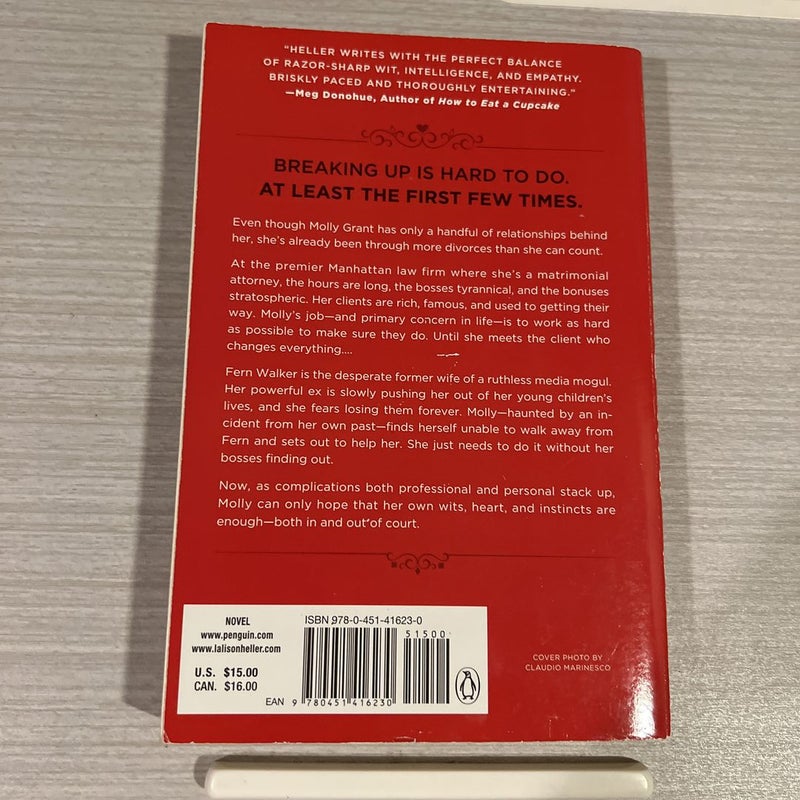 "HELLER WRITES WITH THE PERFECT BALANCE
OF RAZOR-SHARP WIT, INTELLIGENCE, AND EMPATHY.
BRISKLY PACED AND THOROUGHLY ENTERTAINING."
—Meg Donohue, Author of How to Eat a Cupcake
BREAKING UP IS HARD TO DO.
AT LEAST THE FIRST FEW TIMES.
Even though Molly Grant has only a handful of relationships behind
her, she's already been through more divorces than she can count.
At the premier Manhattan law firm where she's a matrimonial
attorney, the hours are long, the bosses tyrannical, and the bonuses
stratospheric. Her clients are rich, famous, and used to getting their
way. Molly's job—and primary concern in life—is to work as hard
as possible to make sure they do. Until she meets the client who
changes everything....
Fern Walker is the desperate former wife of a ruthless media mogul.
Her powerful ex is slowly pushing her out of her young children's
lives, and she fears losing them forever. Molly—haunted by an in-
cident from her own past—finds herself unable to walk away from
Fern and sets out to help her. She just needs to do it without her
bosses finding out.
Now, as complications both professional and personal stack up,
Molly can only hope that her own wits, heart, and instincts are
enough—both in and out of court.
NOVEL
www.penguin.com
www.lalisonheller.com
U.S. $15.00
CAN. $16.00
ISBN 978-0-451-41623-0
51500
EAN 9 780451 416230
COVER PHOTO BY
CLAUDIO MARINESCO